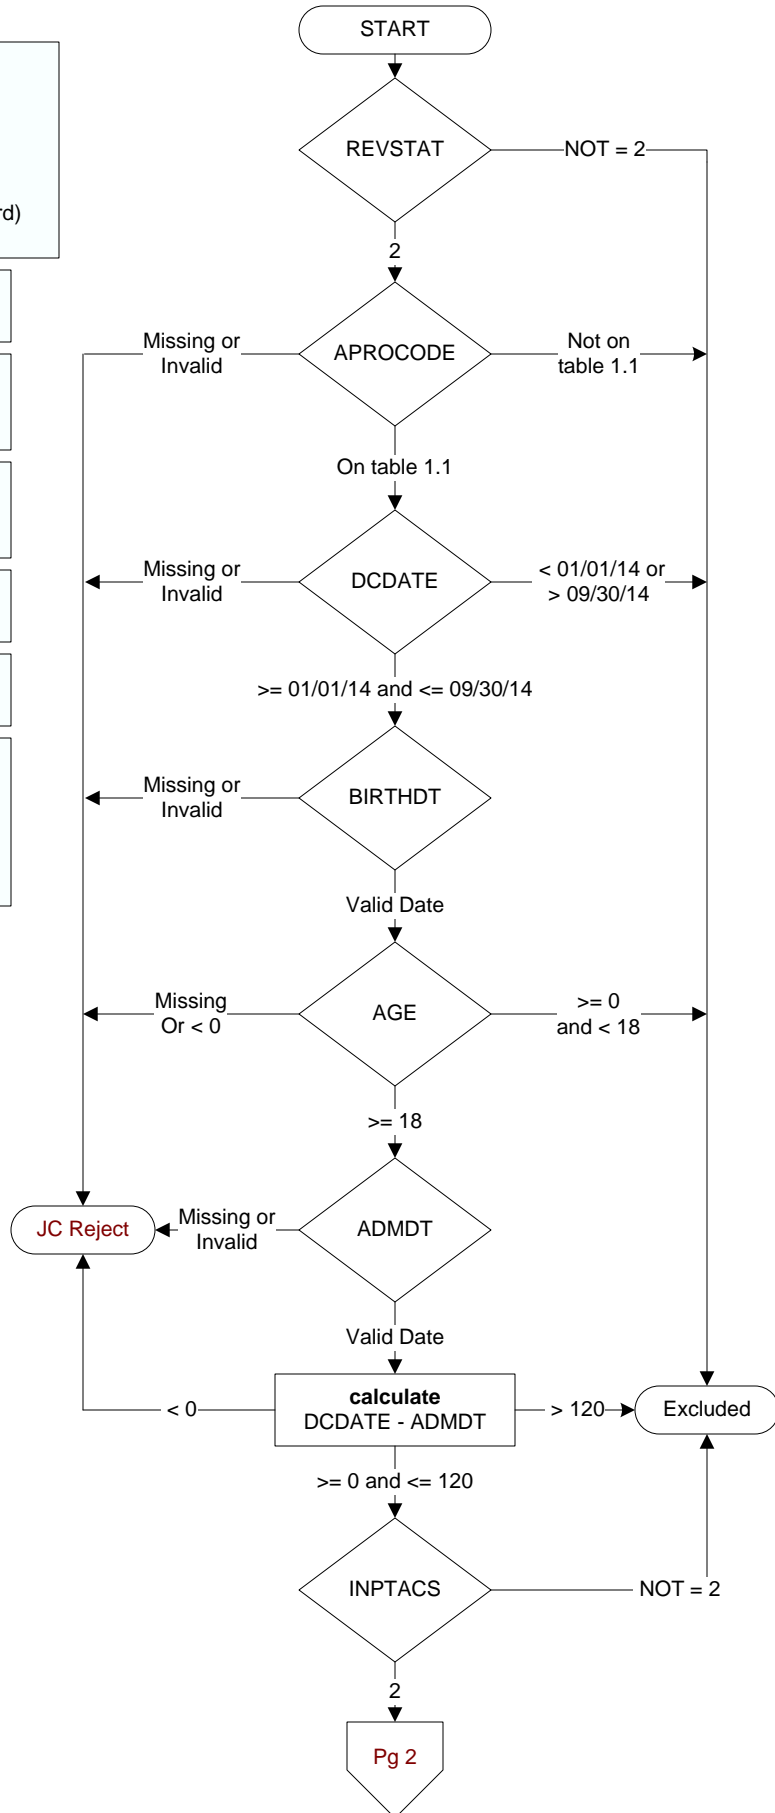 START
REVSTAT
NOT = 2
rd)
2
Missing or
Invalid
APROCODE
Not on
table 1.1
On table 1.1
Missing or
Invalid
DCDATE
< 01/01/14 or
> 09/30/14
>= 01/01/14 and <= 09/30/14
Missing or
Invalid
BIRTHDT
Valid Date
Missing
Or < 0
AGE
>= 0
and < 18
>= 18
JC Reject
Missing or
Invalid
ADMDT
Valid Date
< 0
calculate
DCDATE - ADMDT
> 120
Excluded
>= 0 and <= 120
INPTACS
NOT = 2
2
Pg 2